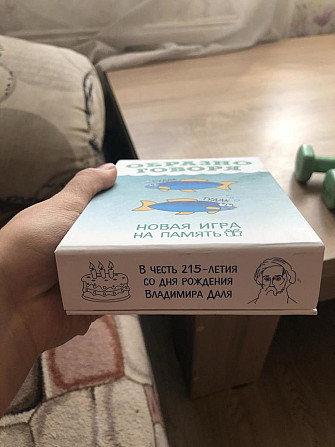 ОБРАЗНО
ГОВОРЯ
НОВАЯ ИГРА
НА ПАМЯТЬ
В ЧЕСТЬ 215-ЛЕТИЯ
СО ДНЯ РОЖДЕНИЯ
ВЛАДИМИРА ДАЛЯ